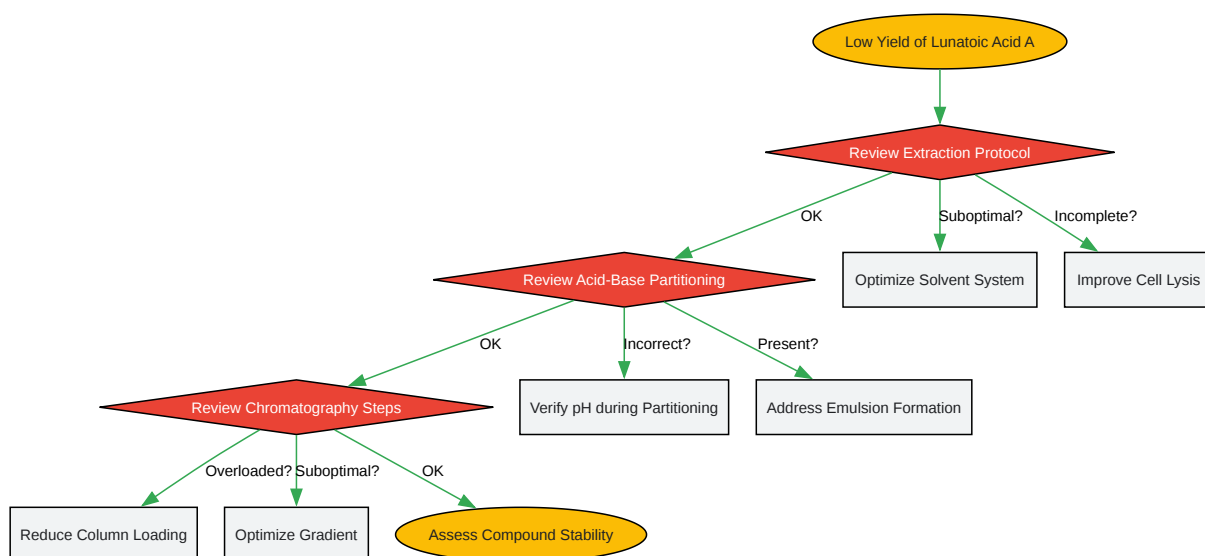 Low Yield of Lunatoic Acid A
Review Extraction Protocol
OK
Suboptimal?
Incomplete?
Review Acid-Base Partitioning
Optimize Solvent System
Improve Cell Lysis
OK
Incorrect?
Present?
Review Chromatography Steps
Verify pH during Partitioning
Address Emulsion Formation
Overloaded?
Suboptimal?
OK
Reduce Column Loading
Optimize Gradient
Assess Compound Stability